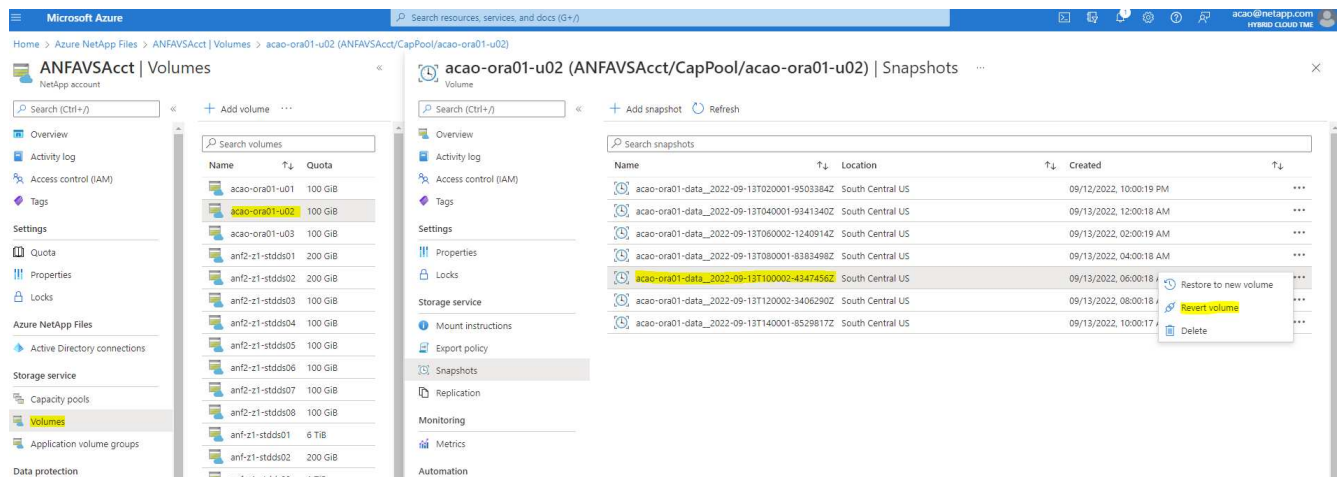 Microsoft Azure
Search resources, services, and docs (G+/)
1
acao@netapp.com
HYBRID CLOUD TME
Home > Azure NetApp Files > ANFAVSAcct | Volumes > acao-ora01-u02 (ANFAVSAcct/CapPool/acao-ora01-u02)
ANFAVSAcct | Volumes
NetApp account
Search (Ctrl+/)
Overview
Activity log
Access control (IAM)
Tags
Settings
Quota
Properties
Locks
Azure NetApp Files
Active Directory connections
Storage service
Capacity pools
Volumes
Application volume groups
Data protection
+ Add volume ...
Search volumes
Name Quota
acao-ora01-u01 100 GiB
acao-ora01-u02 100 GiB
acao-ora01-u03 100 GiB
anf2-z1-stdds01 200 GiB
anf2-z1-stdds02 200 GiB
anf2-z1-stdds03 100 GiB
anf2-z1-stdds04 100 GiB
anf2-z1-stdds05 100 GiB
anf2-z1-stdds06 100 GiB
anf2-z1-stdds07 100 GiB
anf2-z1-stdds08 100 GiB
anf-z1-stdds01 6 TiB
anf-z1-stdds02 200 GiB
acao-ora01-u02 (ANFAVSAcct/CapPool/acao-ora01-u02) | Snapshots ...
Volume
Search (Ctrl+/)
Overview
Activity log
Access control (IAM)
Tags
Settings
Properties
Locks
Storage service
Mount instructions
Export policy
Snapshots
Replication
Monitoring
Metrics
Automation
+ Add snapshot Refresh
Search snapshots
Name Location Created
acao-ora01-data__2022-09-13T020001-9503384Z South Central US 09/12/2022, 10:00:19 PM ...
acao-ora01-data__2022-09-13T040001-9341340Z South Central US 09/13/2022, 12:00:18 AM ...
acao-ora01-data__2022-09-13T060002-1240914Z South Central US 09/13/2022, 02:00:19 AM ...
acao-ora01-data__2022-09-13T080001-8383498Z South Central US 09/13/2022, 04:00:18 AM ...
acao-ora01-data__2022-09-13T100002-4347456Z South Central US 09/13/2022, 06:00:18 ...
acao-ora01-data__2022-09-13T120002-3406290Z South Central US 09/13/2022, 08:00:18 ...
acao-ora01-data__2022-09-13T140001-8529817Z South Central US 09/13/2022, 10:00:17 ...
Restore to new volume
Revert volume
Delete